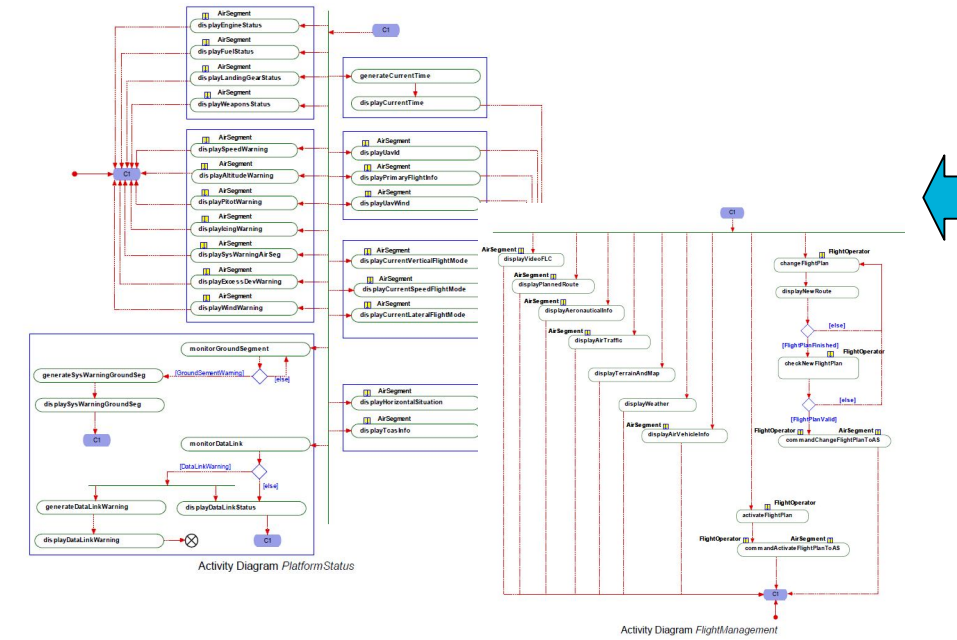 AirSegment
displayEngineStatus
AirSegment
displayFuelStatus
AirSegment
displayLandingGearStatus
AirSegment
displayWeaponsStatus
C1
generateCurrentTime
displayCurrentTime
AirSegment
displaySpeedWarning
AirSegment
displayAltitudeWarning
AirSegment
displayPitotWarning
AirSegment
displayIcingWarning
AirSegment
displaySysWarningAirSeg
AirSegment
displayExcessDevWarning
AirSegment
displayWindWarning
C1
AirSegment
displayUavId
AirSegment
displayPrimaryFlightInfo
AirSegment
displayUavWind
AirSegment
displayCurrentVerticalFlightMode
AirSegment
displayCurrentSpeedFlightMode
AirSegment
displayCurrentLateralFlightMode
AirSegment
displayHorizontalSituation
AirSegment
displayTcasInfo
monitorGroundSegment
[GroundSementWarning]
[else]
generateSysWarningGroundSeg
displaySysWarningGroundSeg
C1
monitorDataLink
[DataLinkWarning]
[else]
generateDataLinkWarning
displayDataLinkStatus
displayDataLinkWarning
C1
Activity Diagram PlatformStatus
C1
AirSegment
displayVideoFLC
AirSegment
displayPlannedRoute
AirSegment
displayAeronauticalInfo
AirSegment
displayAirTraffic
displayTerrainAndMap
displayWeather
displayAirVehicleInfo
FlightOperator
changeFlightPlan
displayNewRoute
[else]
[FlightPlanFinished]
FlightOperator
checkNewFlightPlan
[else]
[FlightPlanValid]
FlightOperator
AirSegment
commandChangeFlightPlanToAS
FlightOperator
activateFlightPlan
FlightOperator
AirSegment
commandActivateFlightPlanToAS
C1
Activity Diagram FlightManagement